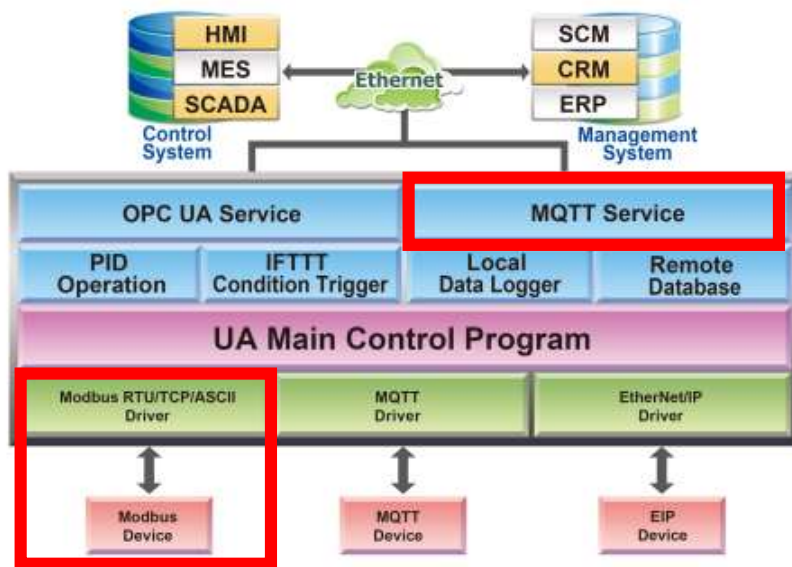 HMI
MES
SCADA
Control
System
Ethernet
SCM
CRM
ERP
Management
System
OPC UA Service
MQTT Service
PID
Operation
IFTTT
Condition Trigger
Local
Data Logger
Remote
Database
UA Main Control Program
Modbus RTU/TCP/ASCII
Driver
MQTT
Driver
EtherNet/IP
Driver
Modbus
Device
MQTT
Device
EIP
Device